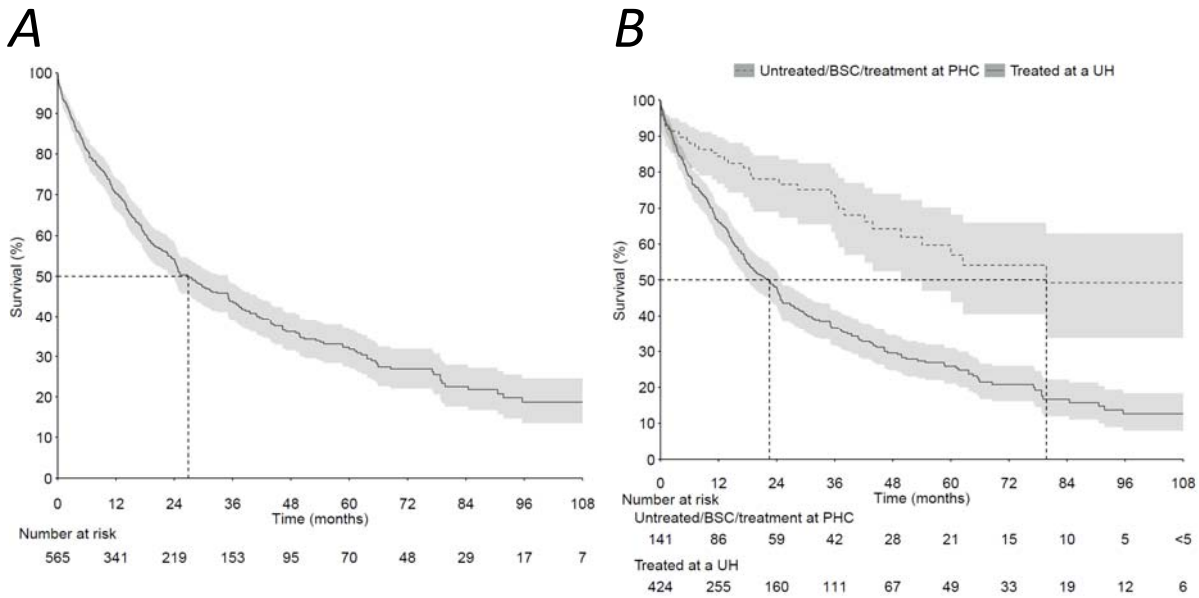 A
100
90
80
70
60
50
40
30
20
10
0
Survival (%)
0 12 24 36 48 60 72 84 96 108
Time (months)
Number at risk
565 341 219 153 95 70 48 29 17 7
B
Untreated/BSC/treatment at PHC Treated at a UH
100
90
80
70
60
50
40
30
20
10
0
Survival (%)
0 12 24 36 48 60 72 84 96 108
Time (months)
Number at risk
Untreated/BSC/treatment at PHC
141 86 59 42 28 21 15 10 5 <5
Treated at a UH
424 255 160 111 67 49 33 19 12 6